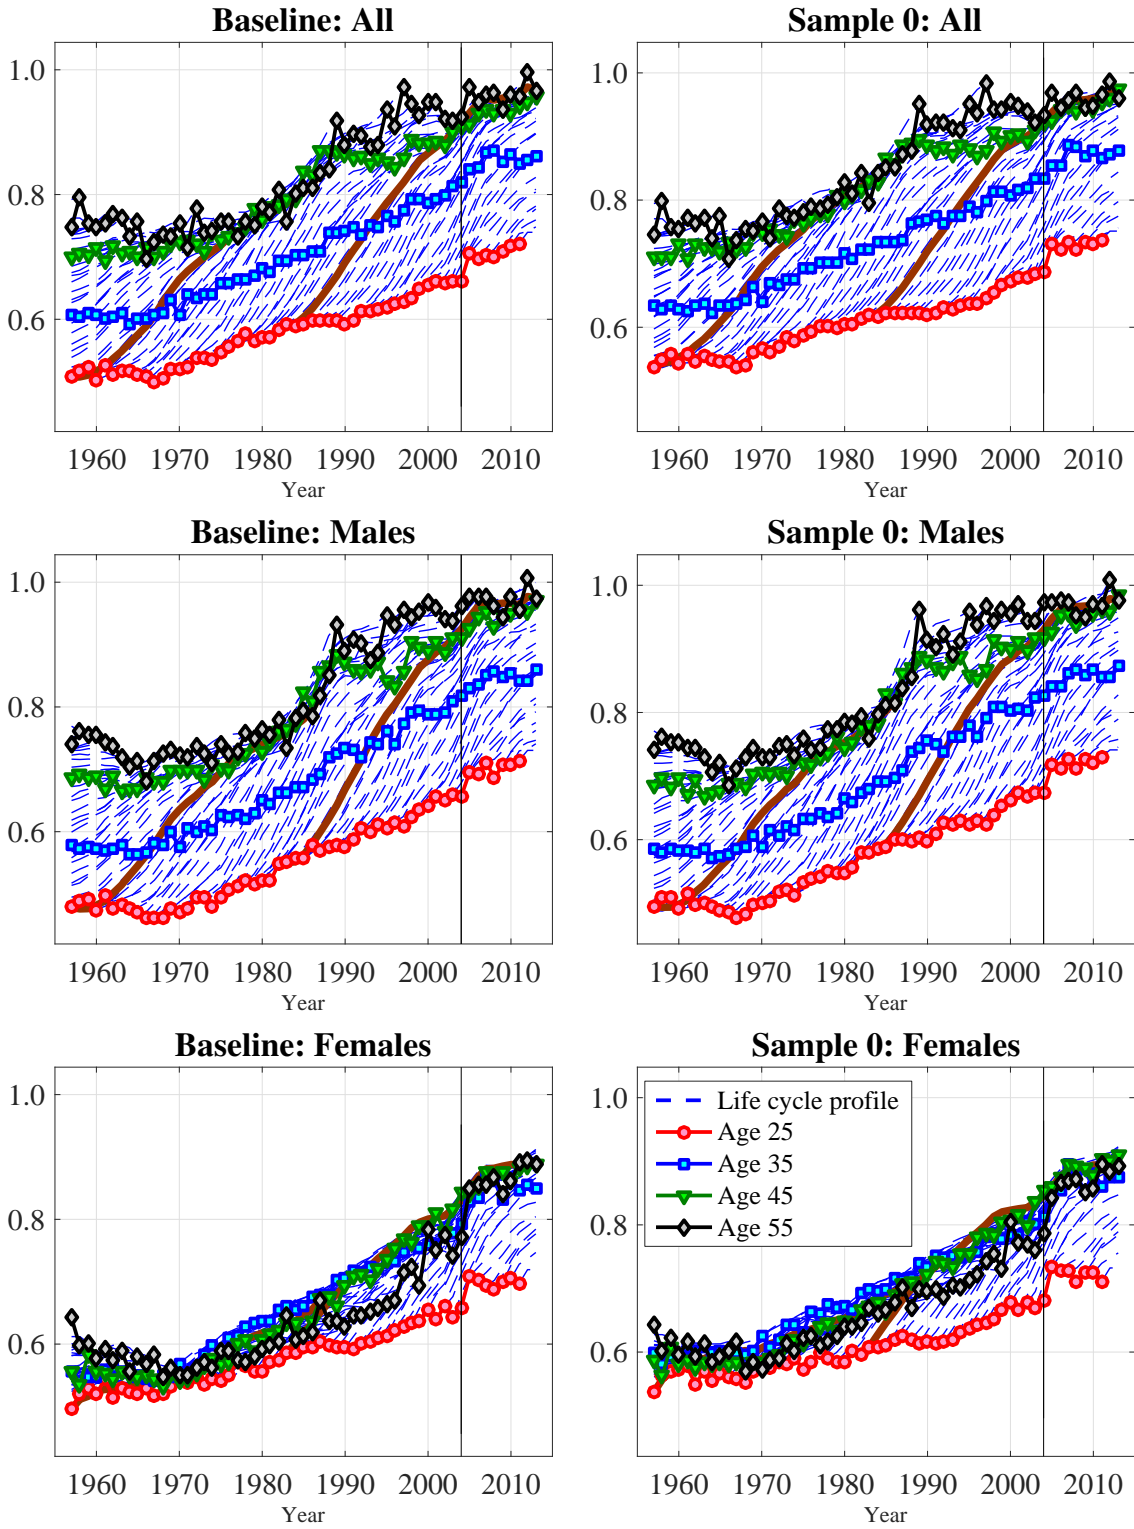 Baseline: All
1.0
0.8
0.6
1960 1970 1980 1990 2000 2010
Year
Sample 0: All
1.0
0.8
0.6
1960 1970 1980 1990 2000 2010
Year
Baseline: Males
1.0
0.8
0.6
1960 1970 1980 1990 2000 2010
Year
Sample 0: Males
1.0
0.8
0.6
1960 1970 1980 1990 2000 2010
Year
Baseline: Females
1.0
0.8
0.6
1960 1970 1980 1990 2000 2010
Year
Sample 0: Females
1.0
0.8
0.6
Life cycle profile
Age 25
Age 35
Age 45
Age 55
1960 1970 1980 1990 2000 2010
Year